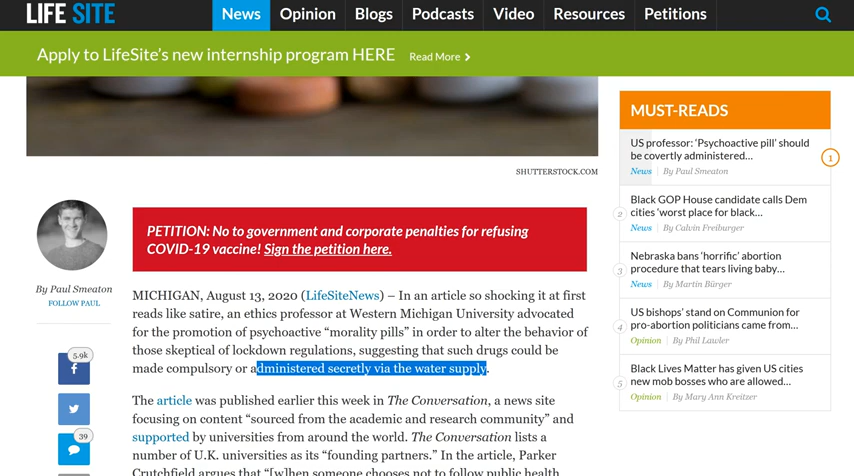 LIFE SITE
News Opinion Blogs Podcasts Video Resources Petitions
Apply to LifeSite's new internship program HERE Read More
SHUTTERSTOCK.COM
By Paul Smeaton
FOLLOW PAUL
5.9k
39
PETITION: No to government and corporate penalties for refusing
COVID-19 vaccine! Sign the petition here.
MICHIGAN, August 13, 2020 (LifeSiteNews) – In an article so shocking it at first
reads like satire, an ethics professor at Western Michigan University advocated
for the promotion of psychoactive “morality pills” in order to alter the behavior of
those skeptical of lockdown regulations, suggesting that such drugs could be
made compulsory or administered secretly via the water supply.
The article was published earlier this week in The Conversation, a news site
focusing on content “sourced from the academic and research community” and
supported by universities from around the world. The Conversation lists a
number of U.K. universities as its “founding partners.” In the article, Parker
Crutchfield argues that “[w]hen someone chooses not to follow public health
MUST-READS
US professor: ‘Psychoactive pill’ should
be covertly administered...
News | By Paul Smeaton
1
Black GOP House candidate calls Dem
cities ‘worst place for black...
News | By Calvin Freiburger
2
Nebraska bans ‘horrific’ abortion
procedure that tears living baby...
News | By Martin Bürger
3
US bishops’ stand on Communion for
pro-abortion politicians came from...
Opinion | By Phil Lawler
4
Black Lives Matter has given US cities
new mob bosses who are allowed...
Opinion | By Mary Ann Kreitzer
5